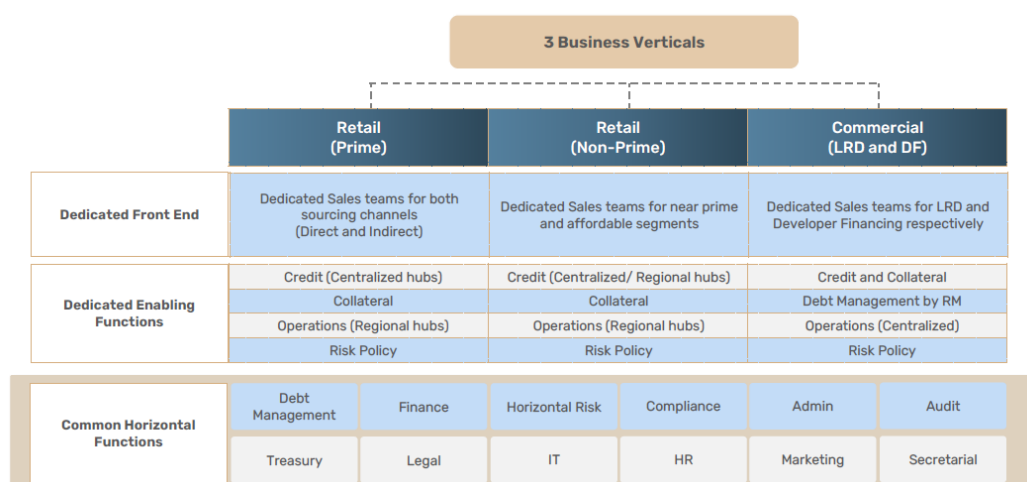 3 Business Verticals
Retail
(Prime)
Retail
(Non-Prime)
Commercial
(LRD and DF)
Dedicated Front End
Dedicated Sales teams for both
sourcing channels
(Direct and Indirect)
Dedicated Sales teams for near prime
and affordable segments
Dedicated Sales teams for LRD and
Developer Financing respectively
Dedicated Enabling
Functions
Credit (Centralized hubs)
Credit (Centralized/ Regional hubs)
Credit and Collateral
Collateral
Collateral
Debt Management by RM
Operations (Regional hubs)
Operations (Regional hubs)
Operations (Centralized)
Risk Policy
Risk Policy
Risk Policy
Common Horizontal
Functions
Debt
Management
Finance
Horizontal Risk
Compliance
Admin
Audit
Treasury
Legal
IT
HR
Marketing
Secretarial